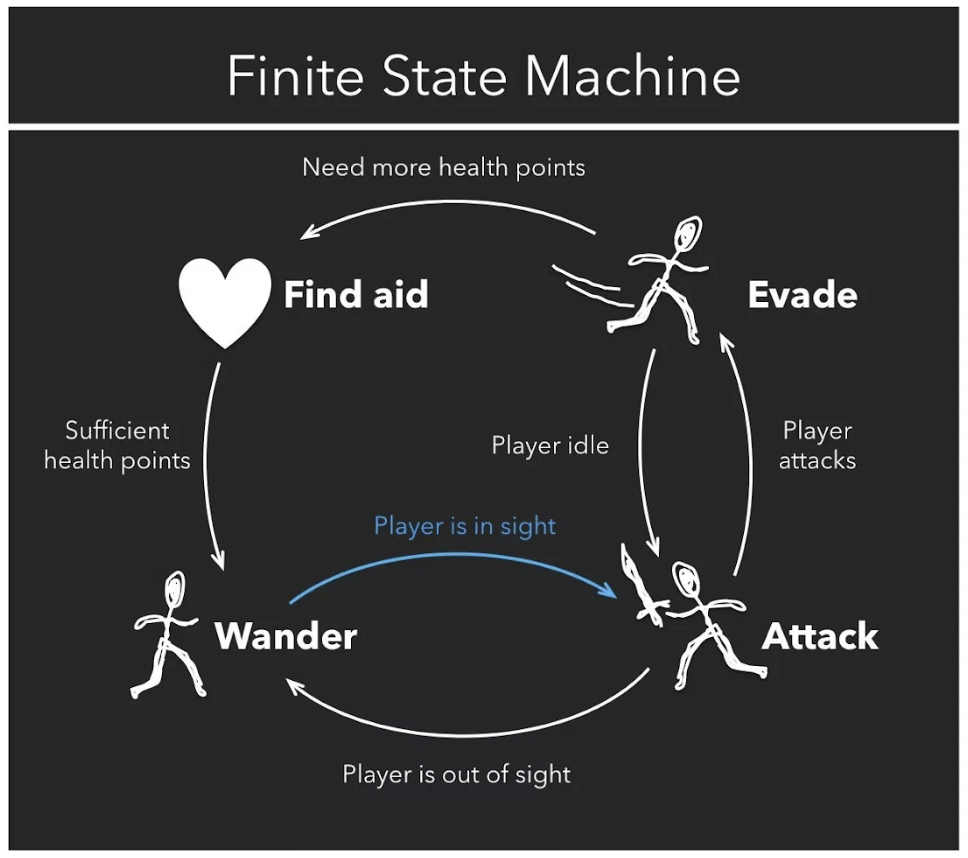 Finite State Machine
Need more health points
Find aid
Evade
Sufficient
health points
Player idle
Player
attacks
Player is in sight
Wander
Attack
Player is out of sight